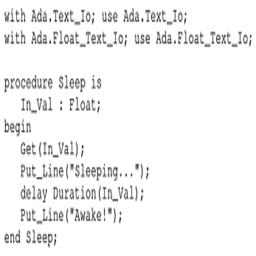 with Ada.Text_Io; use Ada.Text_Io;
with Ada.Float_Text_Io; use Ada.Float_Text_Io;

procedure Sleep is
   In_Val : Float;
begin
   Get(In_Val);
   Put_Line("Sleeping...");
   delay Duration(In_Val);
   Put_Line("Awake!");
end Sleep;